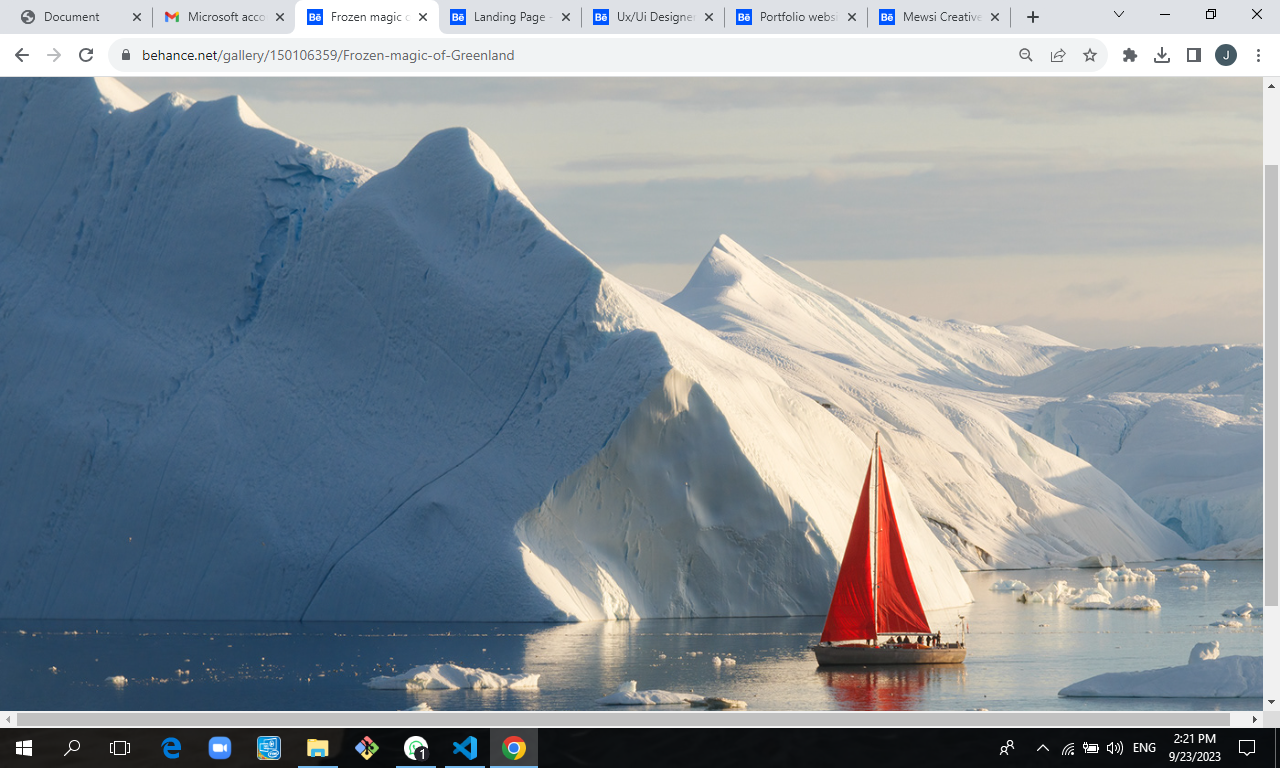 Document
Microsoft acco
Bē Frozen magic o
Bē Landing Page -
Bē Ux/Ui Designer
Bē Portfolio webs
Bē Mewsi Creative
behance.net/gallery/150106359/Frozen-magic-of-Greenland
J
1
ENG
2:21 PM
9/23/2023